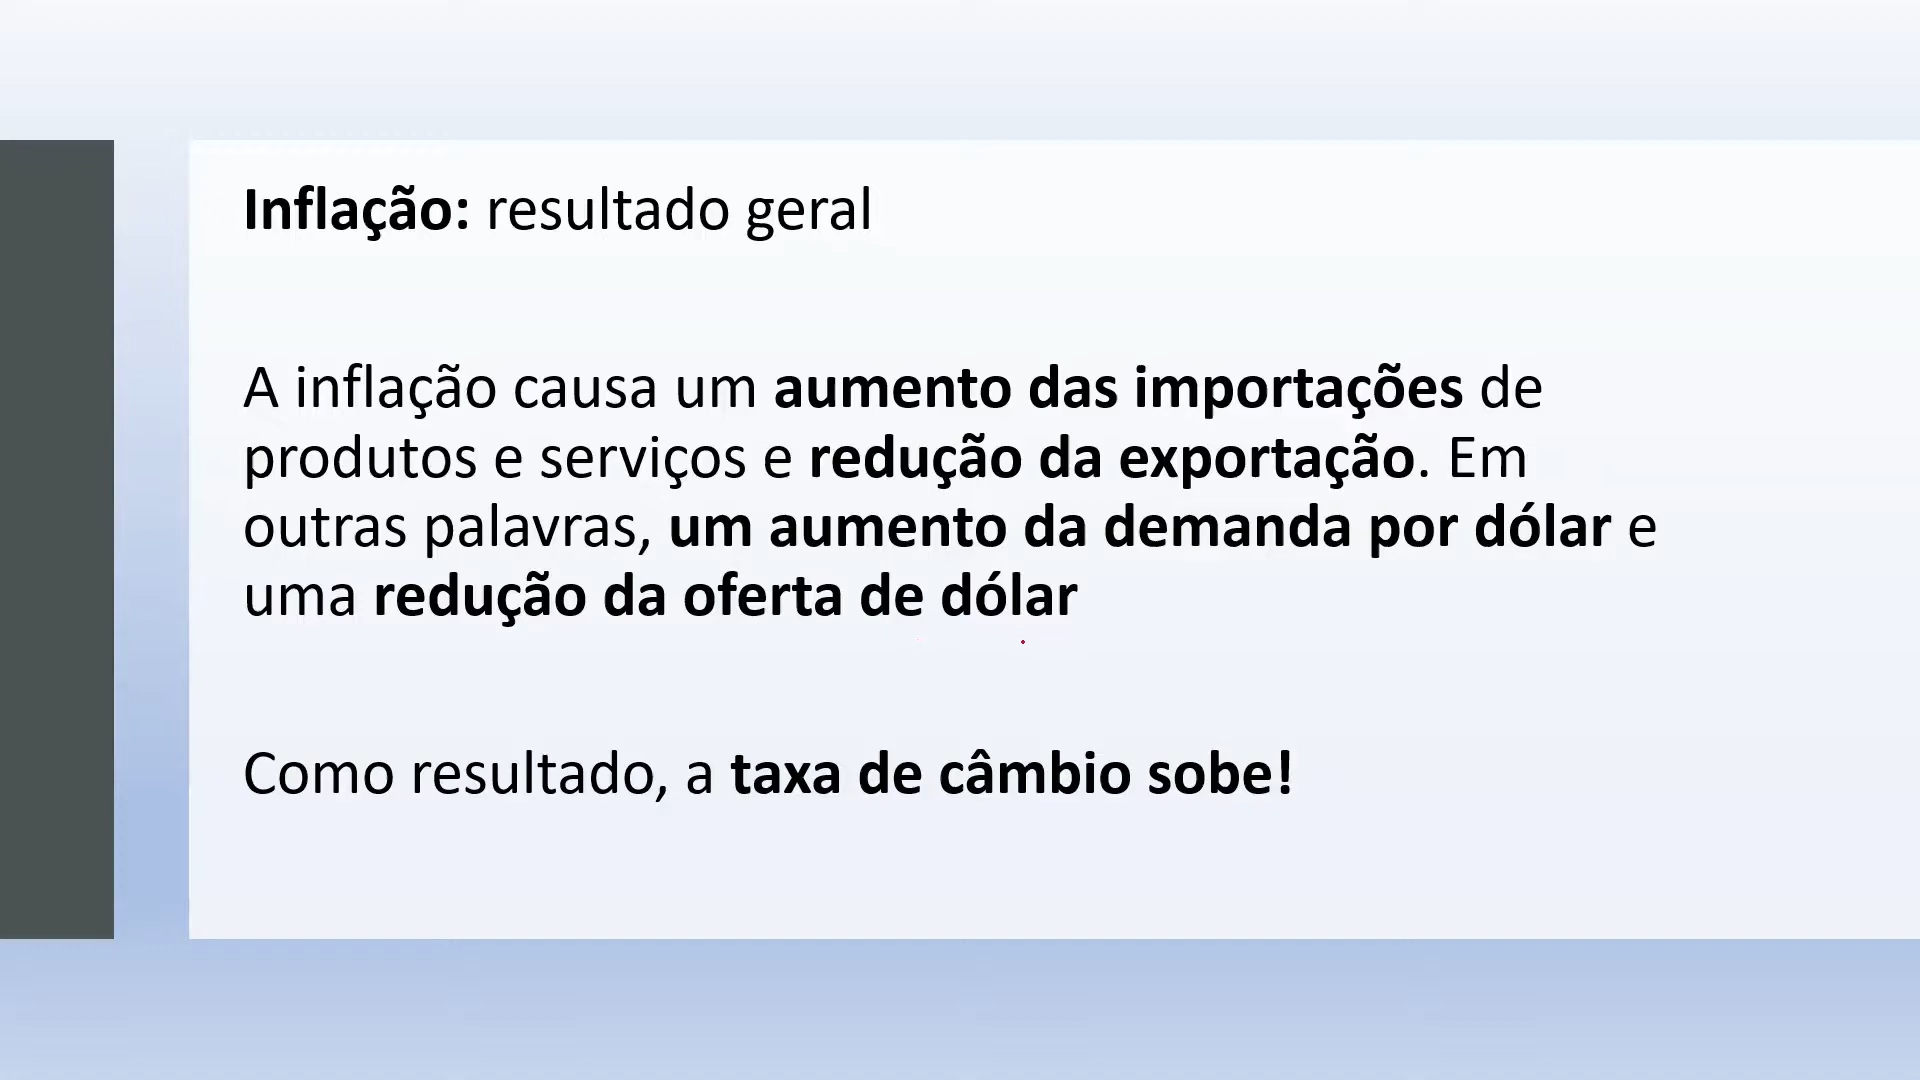 Inflação: resultado geral
A inflação causa um aumento das importações de
produtos e serviços e redução da exportação. Em
outras palavras, um aumento da demanda por dólar e
uma redução da oferta de dólar
Como resultado, a taxa de câmbio sobe!